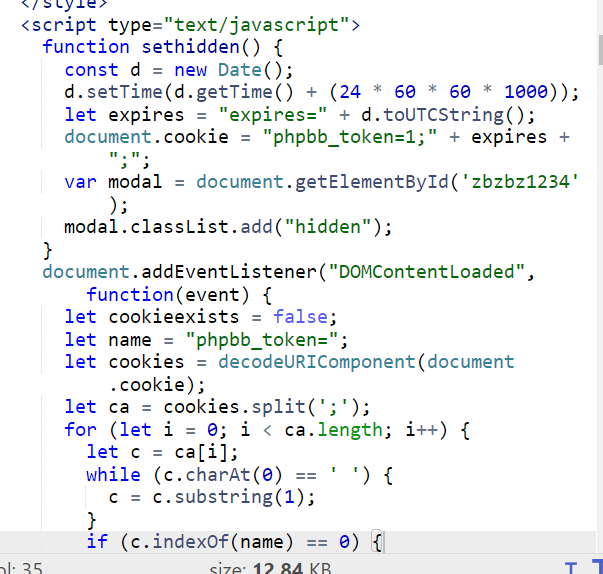 </style>
<script type="text/javascript">
function sethidden() {
const d = new Date();
d.setTime(d.getTime() + (24 * 60 * 60 * 1000));
let expires = "expires=" + d.toUTCString();
document.cookie = "phpbb_token=1;" + expires +
";";
var modal = document.getElementById('zbzbz1234'
);
modal.classList.add("hidden");
}
document.addEventListener("DOMContentLoaded",
function(event) {
let cookieexists = false;
let name = "phpbb_token=";
let cookies = decodeURIComponent(document
.cookie);
let ca = cookies.split(';');
for (let i = 0; i < ca.length; i++) {
let c = ca[i];
while (c.charAt(0) == ' ') {
c = c.substring(1);
}
if (c.indexOf(name) == 0) {
ol: 35 size: 12.84 KB